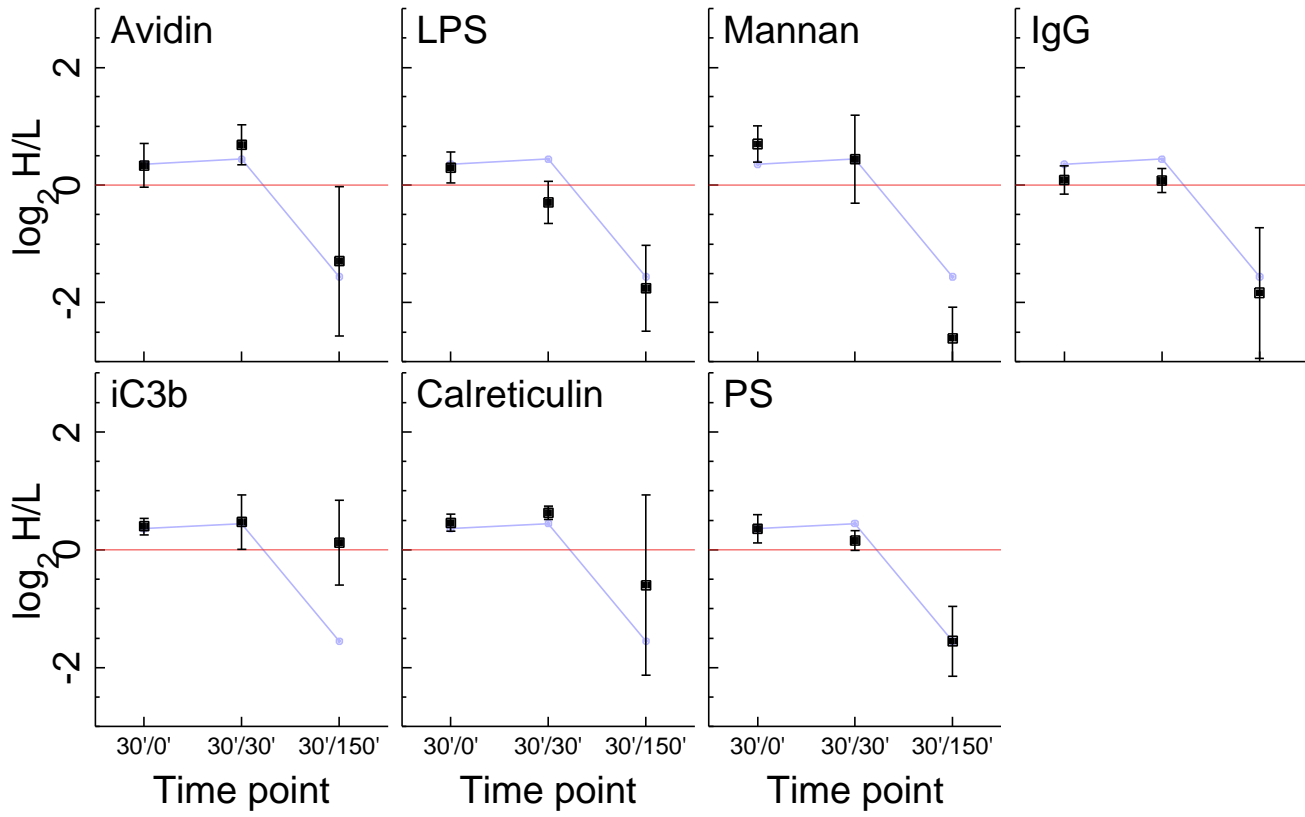 Avidin
LPS
Mannan
IgG
log2 H/L
2
0
-2
iC3b
Calreticulin
PS
log2 H/L
2
0
-2
30'/0' 30'/30' 30'/150'
30'/0' 30'/30' 30'/150'
30'/0' 30'/30' 30'/150'
Time point
Time point
Time point